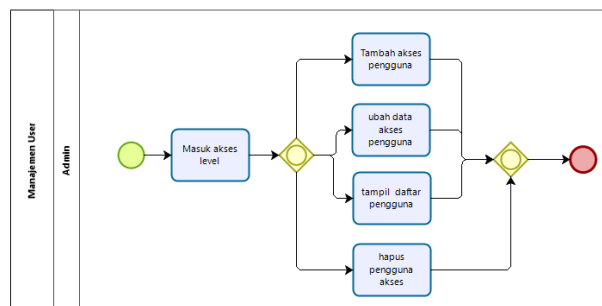 Manajemen User
Admin
Masuk akses
level
Tambah akses
pengguna
ubah data
akses
pengguna
tampil daftar
pengguna
hapus
pengguna
akses